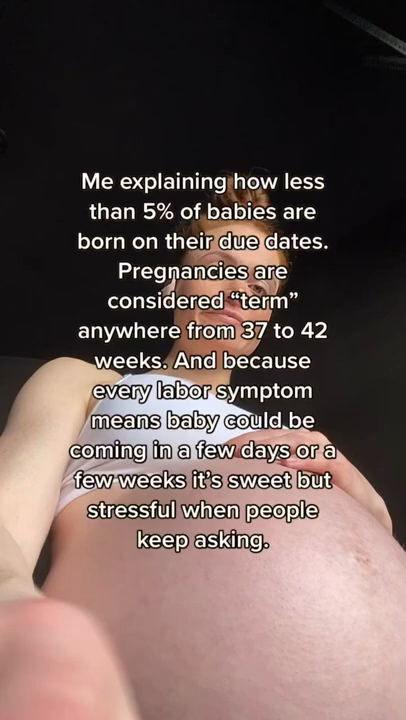 Me explaining how less
than 5% of babies are
born on their due dates.
Pregnancies are
considered “term”
anywhere from 37 to 42
weeks. And because
every labor symptom
means baby could be
coming in a few days or a
few weeks it’s sweet but
stressful when people
keep asking.